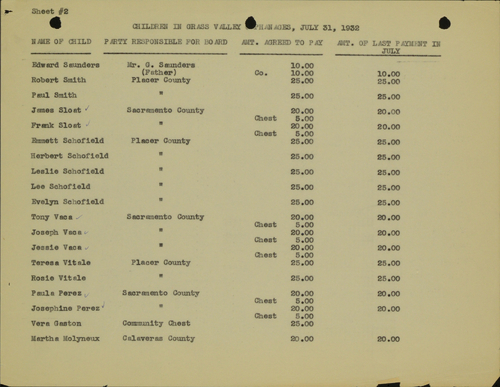 Sheet #2
CHILDREN IN GRASS VALLEY ORPHANAGES, JULY 31, 1932
NAME OF CHILD PARTY RESPONSIBLE FOR BOARD AMT. AGREED TO PAY AMT. OF LAST PAYMENT IN
JULY
Edward Saunders Mr. G. Saunders 10.00
(Father) Co. 10.00 10.00
Robert Smith Placer County 25.00 25.00
Paul Smith " 25.00 25.00
James Sloat ✓ Sacramento County 20.00 20.00
Chest 5.00
Frank Sloat ✓ " 20.00 20.00
Chest 5.00
Emmett Schofield Placer County 25.00 25.00
Herbert Schofield " 25.00 25.00
Leslie Schofield " 25.00 25.00
Lee Schofield " 25.00 25.00
Evelyn Schofield " 25.00 25.00
Tony Vaca ✓ Sacramento County 20.00 20.00
Chest 5.00
Joseph Vaca ✓ " 20.00 20.00
Chest 5.00
Jessie Vaca ✓ " 20.00 20.00
Chest 5.00
Teresa Vitale Placer County 25.00 25.00
Rosie Vitale " 25.00 25.00
Paula Perez ✓ Sacramento County 20.00 20.00
Chest 5.00
Josephine Perez ✓ " 20.00 20.00
Chest 5.00
Vera Gaston Community Chest 25.00
Martha Molyneux Calaveras County 20.00 20.00